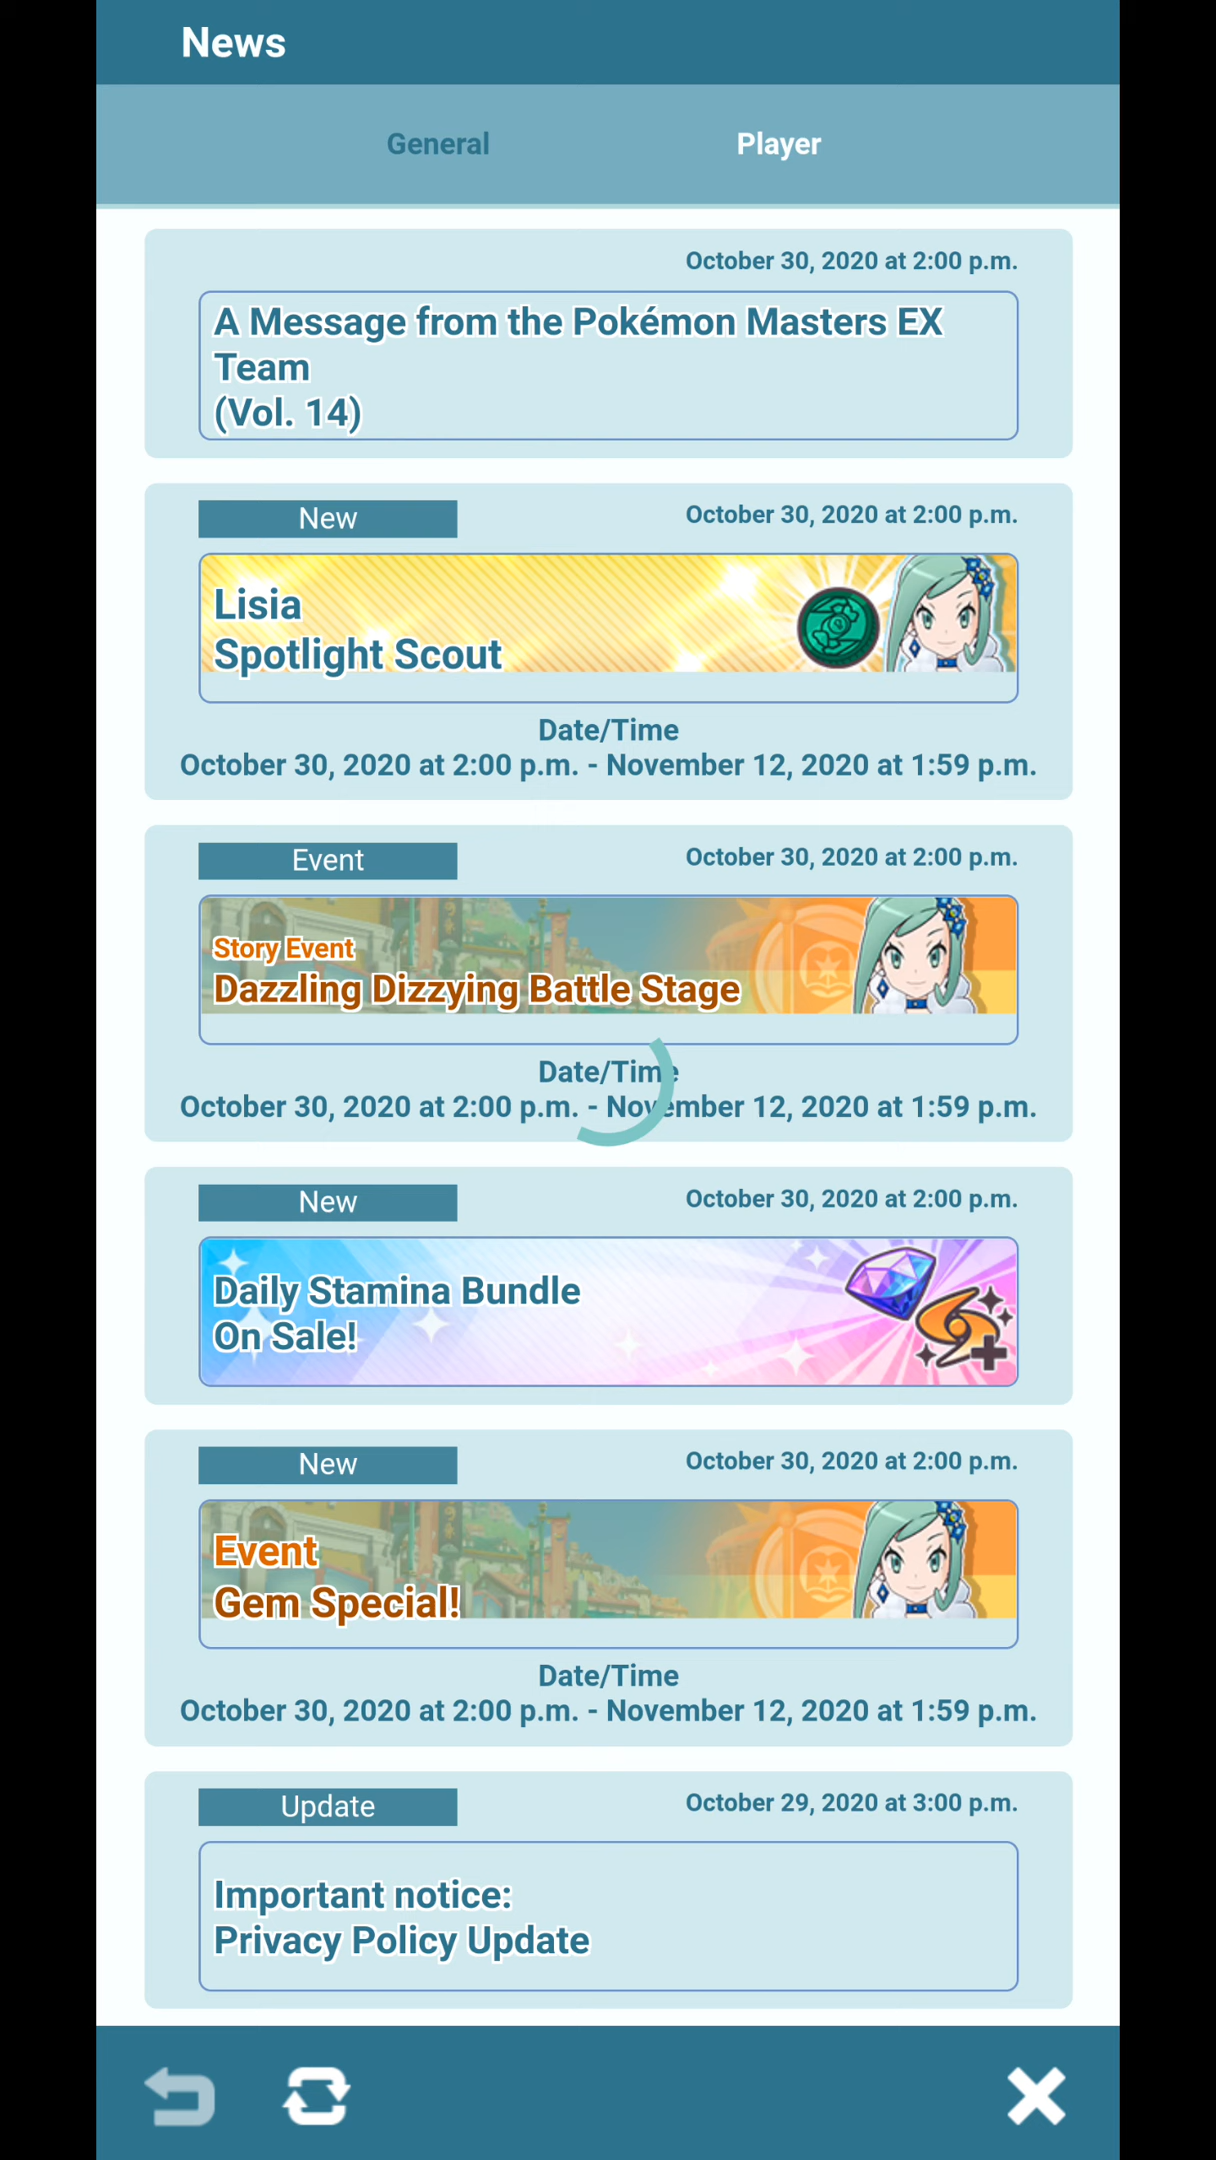 News
General
Player
October 30, 2020 at 2:00 p.m.
A Message from the Pokémon Masters EX
Team
(Vol. 14)
New
October 30, 2020 at 2:00 p.m.
Lisia
Spotlight Scout
Date/Time
October 30, 2020 at 2:00 p.m. - November 12, 2020 at 1:59 p.m.
Event
October 30, 2020 at 2:00 p.m.
Story Event
Dazzling Dizzying Battle Stage
Date/Time
October 30, 2020 at 2:00 p.m. - November 12, 2020 at 1:59 p.m.
New
October 30, 2020 at 2:00 p.m.
Daily Stamina Bundle
On Sale!
New
October 30, 2020 at 2:00 p.m.
Event
Gem Special!
Date/Time
October 30, 2020 at 2:00 p.m. - November 12, 2020 at 1:59 p.m.
Update
October 29, 2020 at 3:00 p.m.
Important notice:
Privacy Policy Update